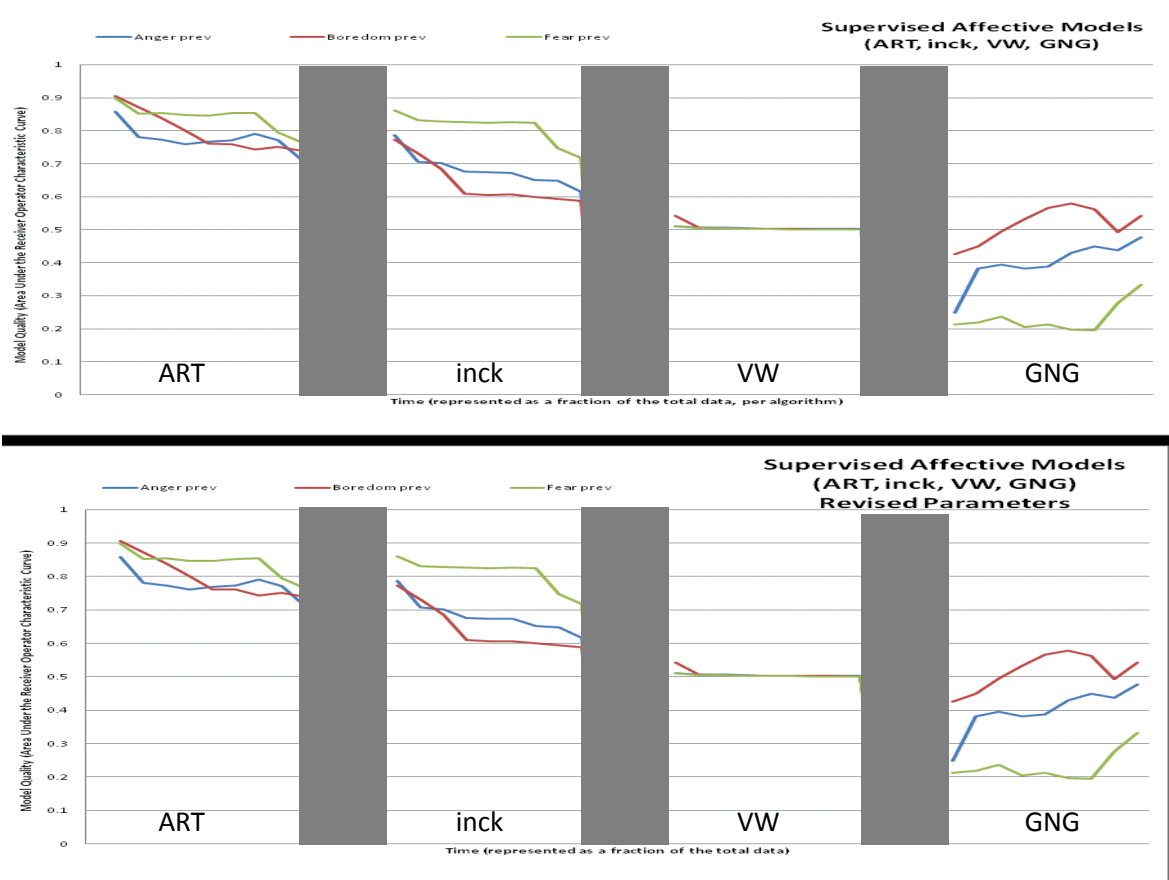 Supervised Affective Models
(ART, inck, VW, GNG)
Anger prev Boredom prev Fear prev
Model Quality (Area Under the Receiver Operator Characteristic Curve)
1
0.9
0.8
0.7
0.6
0.5
0.4
0.3
0.2
0.1
0
ART inck VW GNG
Time (represented as a fraction of the total data, per algorithm)
Supervised Affective Models
(ART, inck, VW, GNG)
Revised Parameters
Anger prev Boredom prev Fear prev
Model Quality (Area Under the Receiver Operator Characteristic Curve)
1
0.9
0.8
0.7
0.6
0.5
0.4
0.3
0.2
0.1
0
ART inck VW GNG
Time (represented as a fraction of the total data)